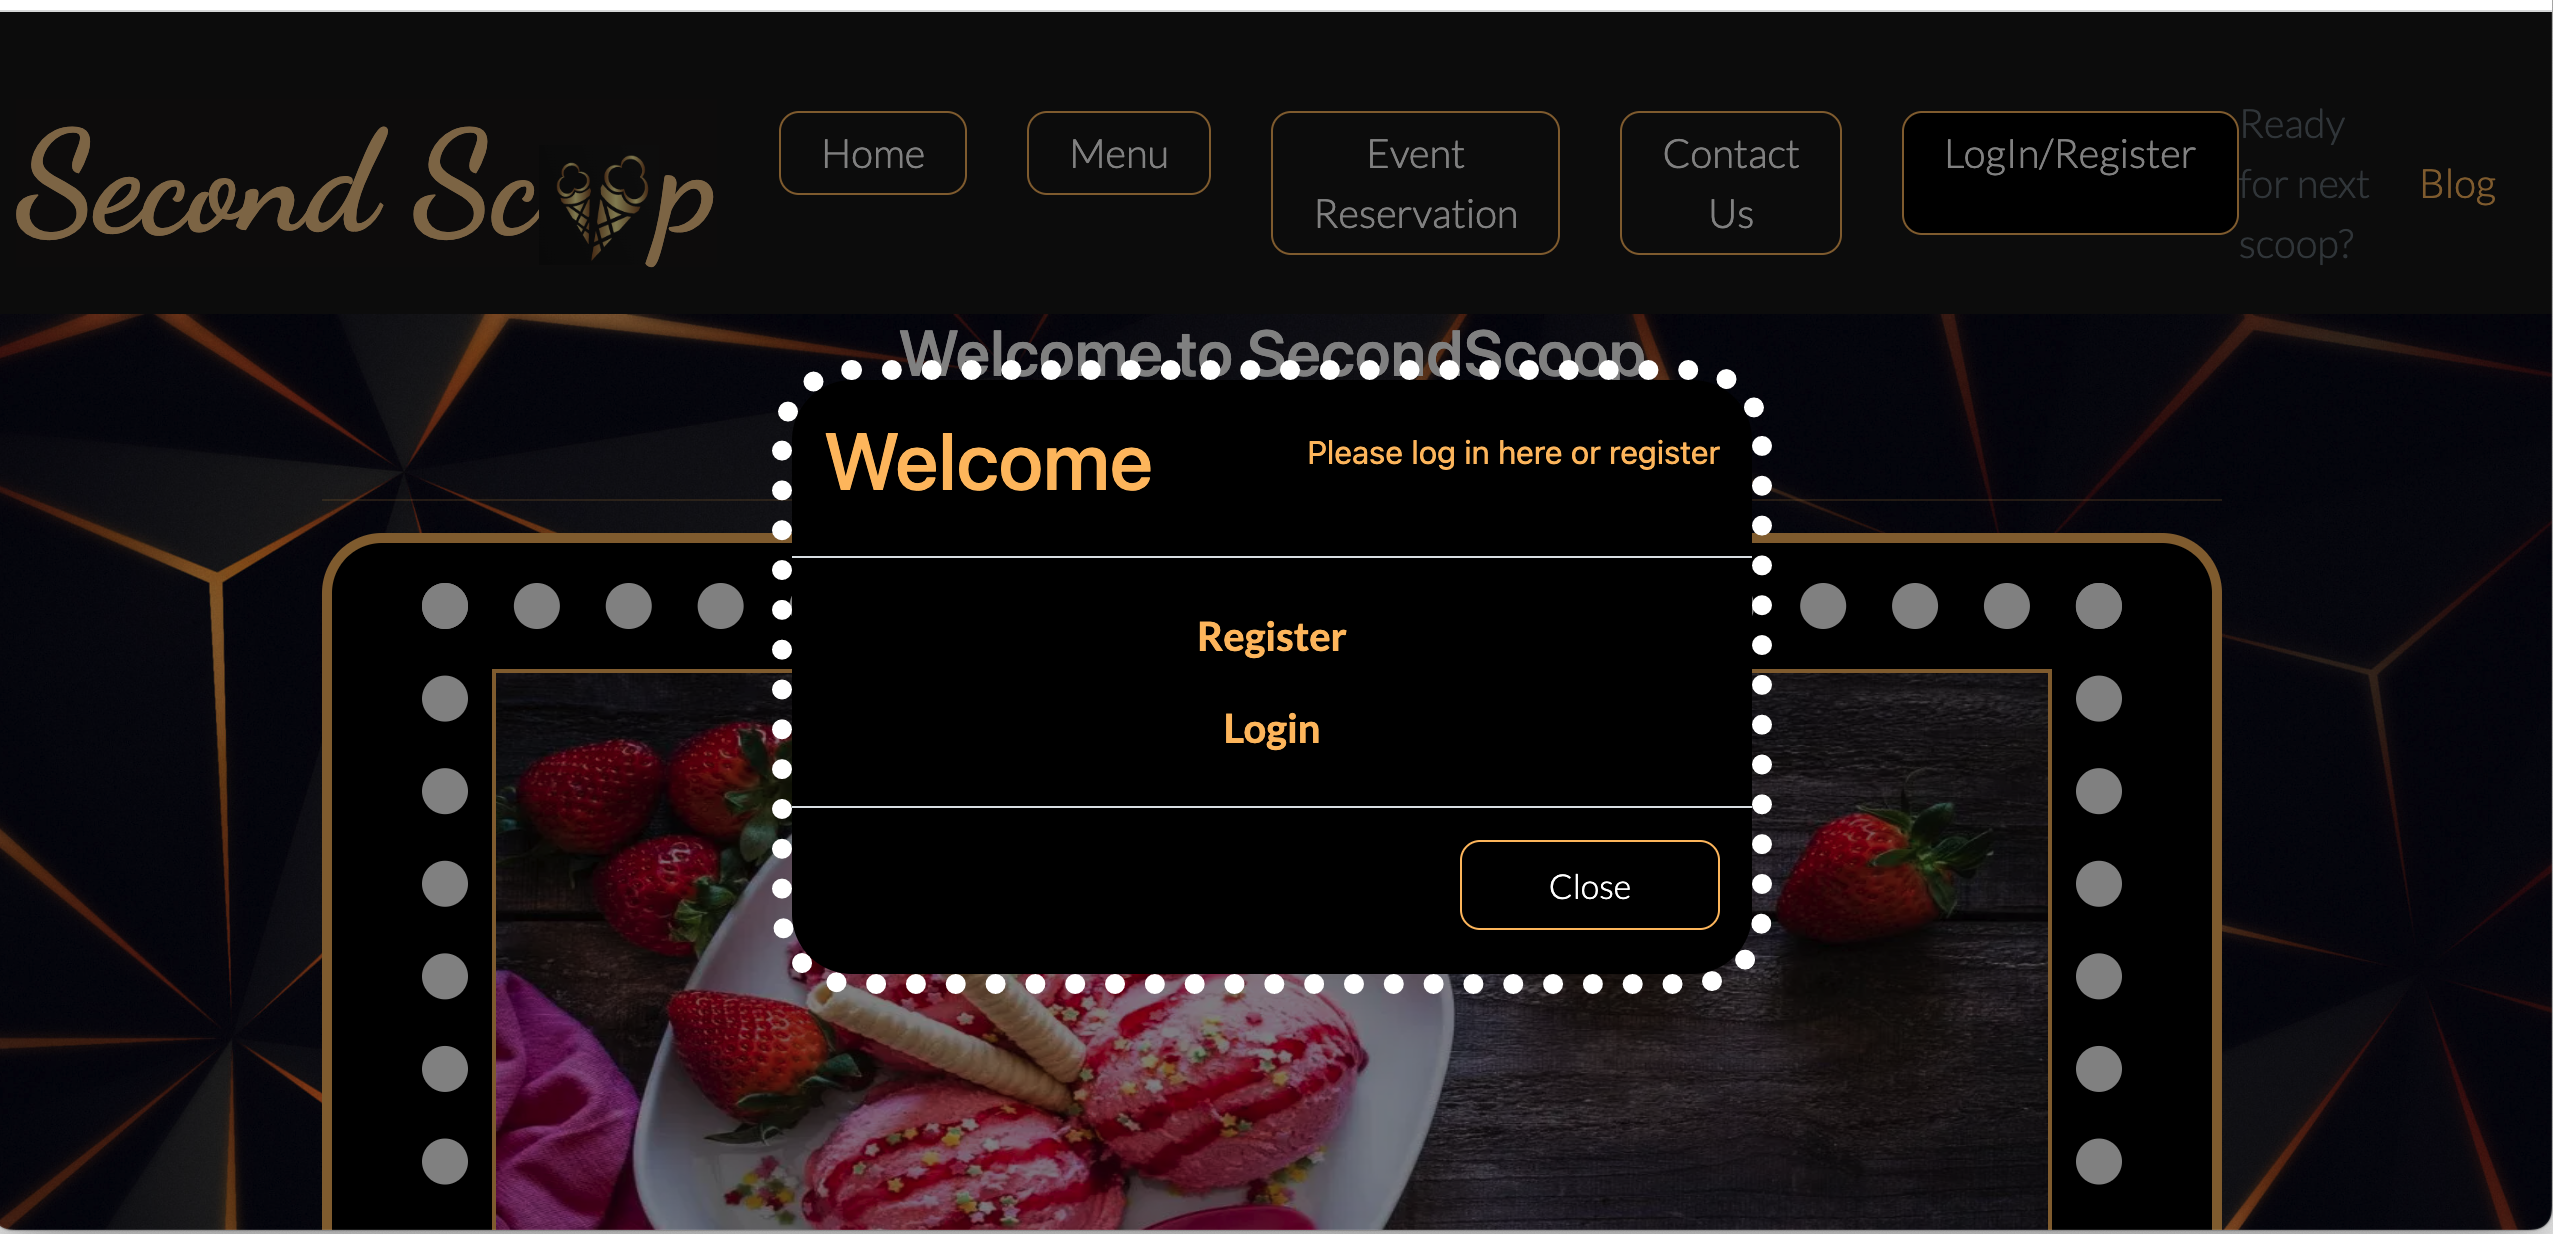 Second Scoop
Home
Menu
Event
Reservation
Contact
Us
LogIn/Register
Ready
for next
scoop?
Blog
Welcome to SecondScoop
Welcome
Please log in here or register
Register
Login
Close